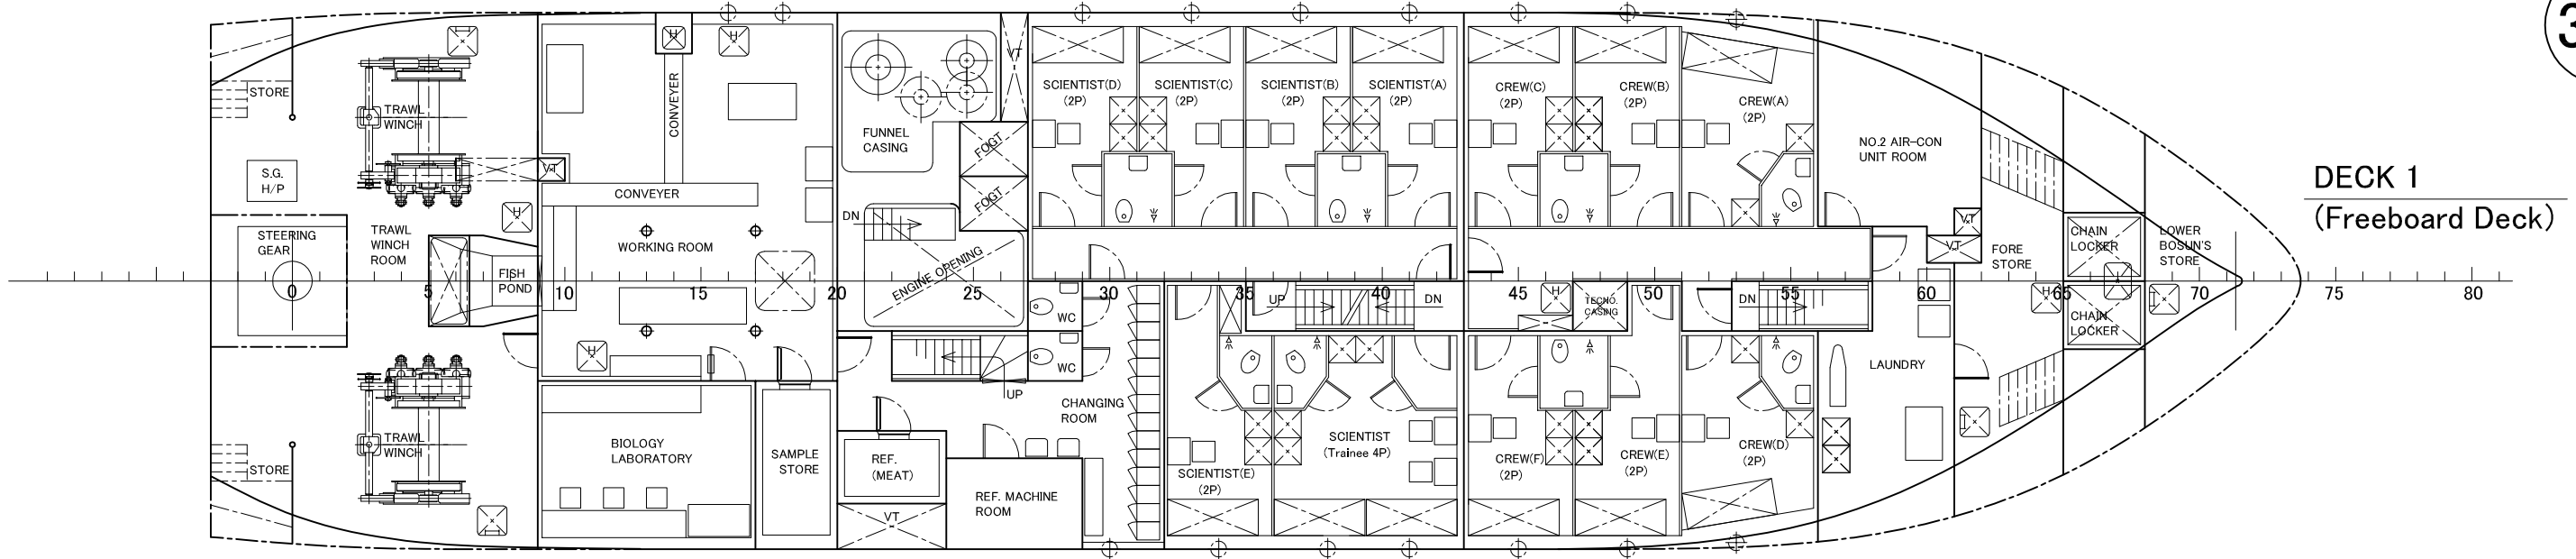 3
DECK 1
(Freeboard Deck)
STORE
TRAWL
WINCH
S.G.
H/P
STEERING
GEAR
TRAWL
WINCH
ROOM
FISH
POND
TRAWL
WINCH
STORE
H
H
H
VT
CONVEYER
CONVEYER
WORKING ROOM
H
BIOLOGY
LABORATORY
SAMPLE
STORE
FUNNEL
CASING
VT
FOGT
FOGT
DN
ENGINE OPENING
WC
WC
UP
CHANGING
ROOM
REF.
(MEAT)
VT
REF. MACHINE
ROOM
SCIENTIST(D)
(2P)
SCIENTIST(C)
(2P)
SCIENTIST(B)
(2P)
SCIENTIST(A)
(2P)
CREW(C)
(2P)
CREW(B)
(2P)
CREW(A)
(2P)
NO.2 AIR-CON
UNIT ROOM
VT
VT
FORE
STORE
CHAIN
LOCKER
CHAIN
LOCKER
LOWER
BOSUN'S
STORE
UP
DN
H
TECNO.
CASING
DN
H
LAUNDRY
SCIENTIST(E)
(2P)
SCIENTIST
(Trainee 4P)
CREW(F)
(2P)
CREW(E)
(2P)
CREW(D)
(2P)
0 5 10 15 20 25 30 35 40 45 50 55 60 65 70 75 80